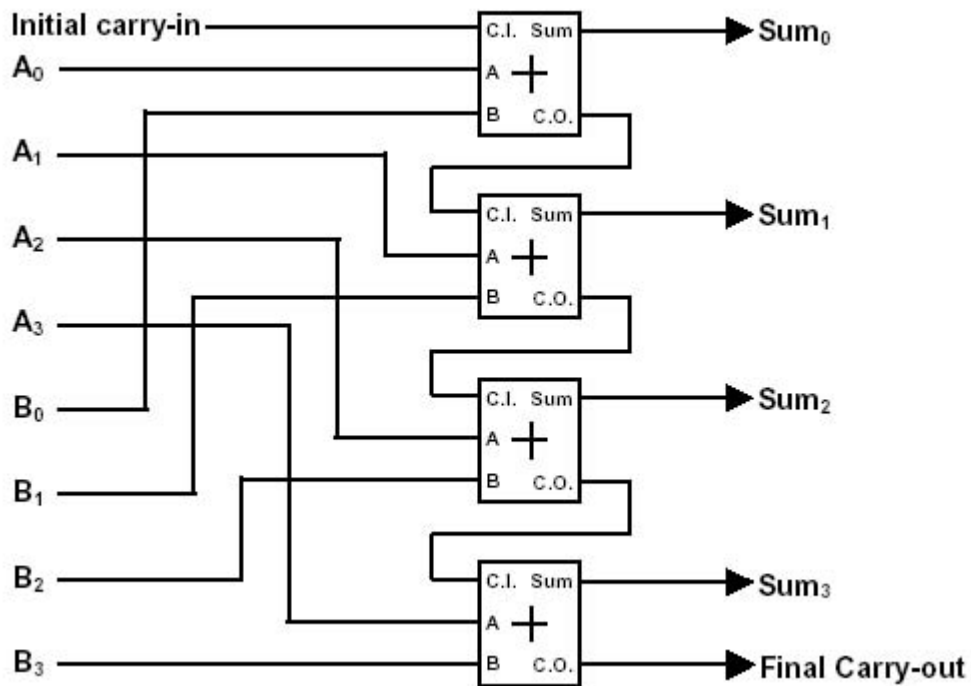 Initial carry-in
A₀
A₁
A₂
A₃
B₀
B₁
B₂
B₃
C.I. Sum
A
B C.O.
C.I. Sum
A
B C.O.
C.I. Sum
A
B C.O.
C.I. Sum
A
B C.O.
Sum₀
Sum₁
Sum₂
Sum₃
Final Carry-out